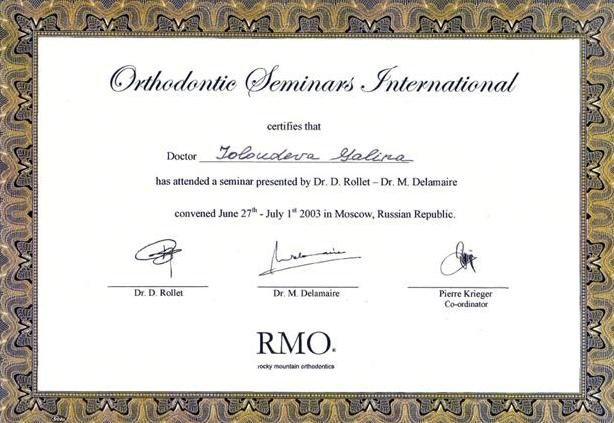 Orthodontic Seminars International
certifies that
Doctor Galina
has attended a seminar presented by Dr. D. Rollet – Dr. M. Delamaire
convened June 27th - July 1st 2003 in Moscow, Russian Republic.
Dr. D. Rollet Dr. M. Delamaire Pierre Krieger
Co-ordinator
RMO®
rocky mountain orthodontics